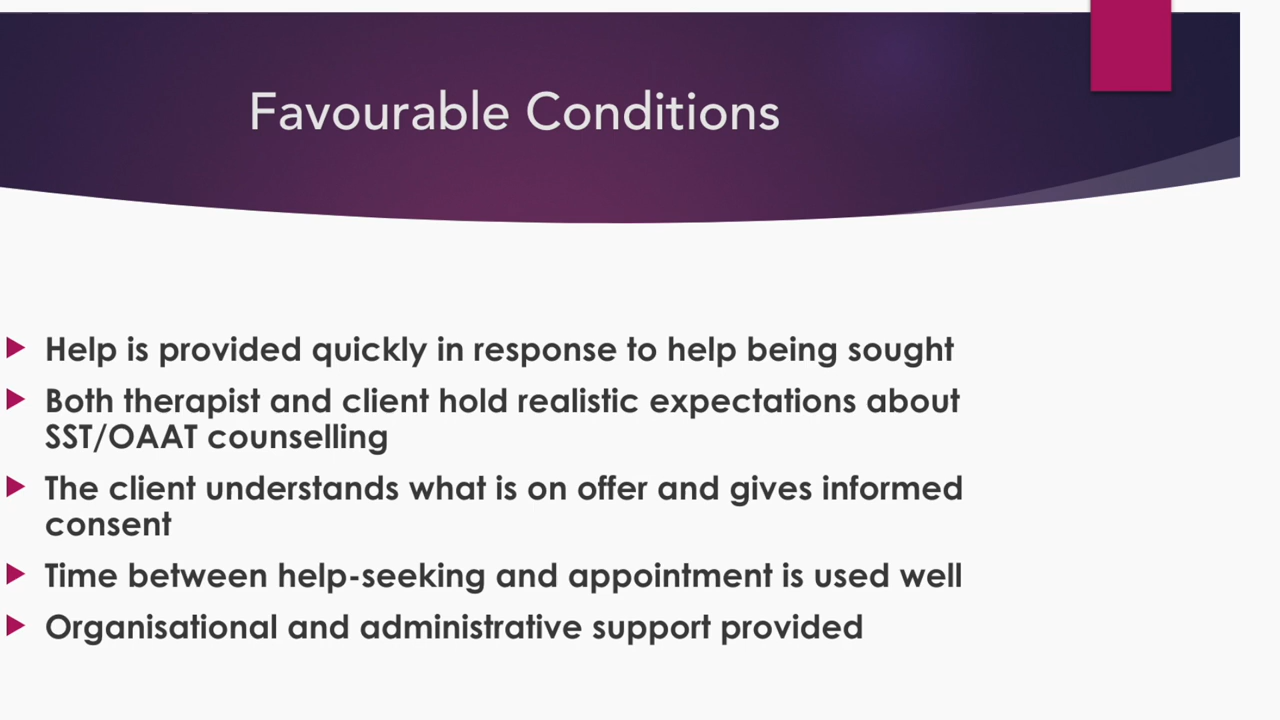 Favourable Conditions
Help is provided quickly in response to help being sought
Both therapist and client hold realistic expectations about
SST/OAAT counselling
The client understands what is on offer and gives informed
consent
Time between help-seeking and appointment is used well
Organisational and administrative support provided